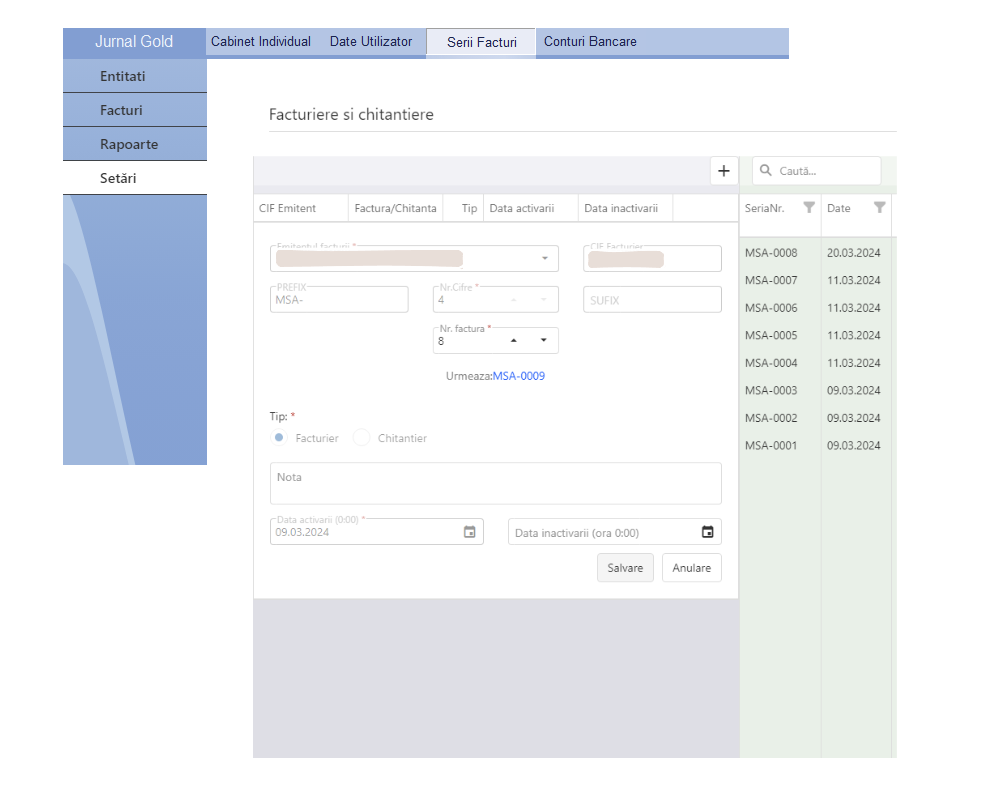 Jurnal Gold
Cabinet Individual Date Utilizator Serii Facturi Conturi Bancare
Entitati
Facturi
Rapoarte
Setări
Facturiere si chitantiere
+
Caută...
CIF Emitent Factura/Chitanta Tip Data activarii Data inactivarii
SeriaNr. Date
Emitentul facturii *
CIF Facturier
PREFIX
MSA-
Nr.Cifre *
4
SUFIX
Nr. factura *
8
Urmeaza:MSA-0009
Tip: *
Facturier Chitantier
Nota
Data activarii (0:00) *
09.03.2024
Data inactivarii (ora 0:00)
Salvare Anulare
MSA-0008 20.03.2024
MSA-0007 11.03.2024
MSA-0006 11.03.2024
MSA-0005 11.03.2024
MSA-0004 11.03.2024
MSA-0003 09.03.2024
MSA-0002 09.03.2024
MSA-0001 09.03.2024